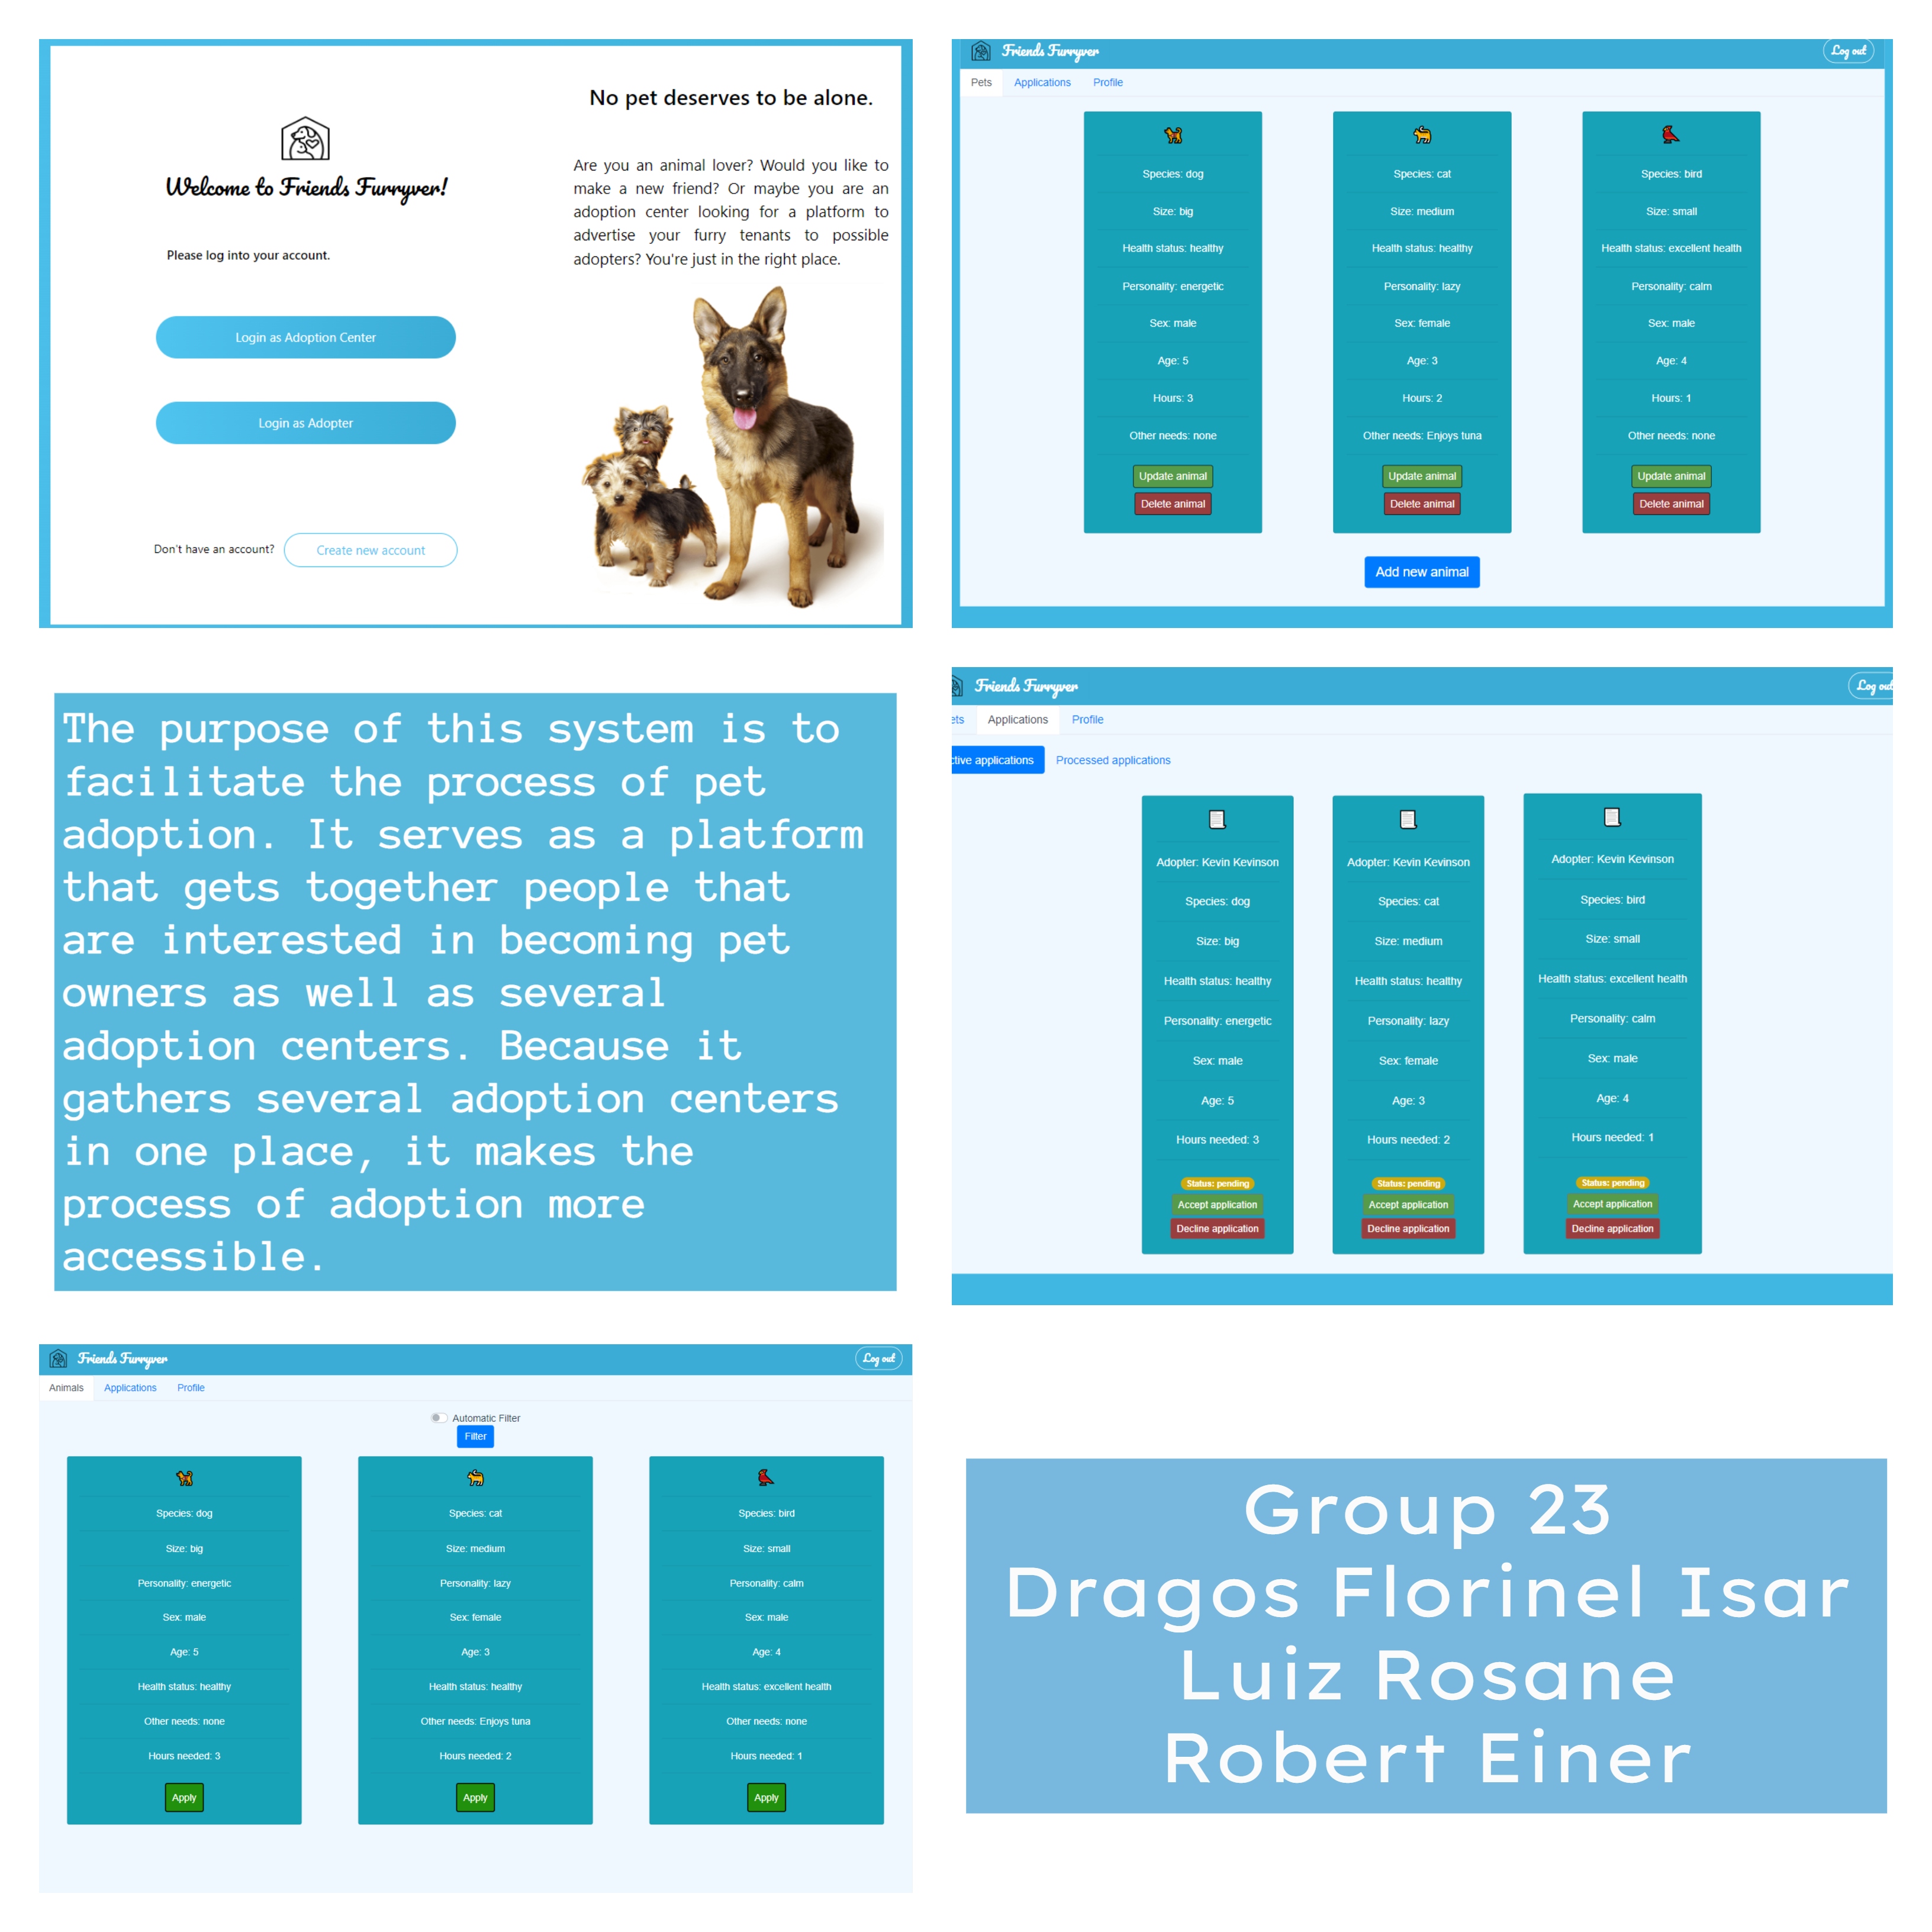 Welcome to Friends Furryver!
Please log into your account.
Login as Adoption Center
Login as Adopter
Don't have an account?
Create new account
No pet deserves to be alone.
Are you an animal lover? Would you like to
make a new friend? Or maybe you are an
adoption center looking for a platform to
advertise your furry tenants to possible
adopters? You're just in the right place.
Friends Furryver
Log out
Pets Applications Profile
Species: dog
Size: big
Health status: healthy
Personality: energetic
Sex: male
Age: 5
Hours: 3
Other needs: none
Update animal
Delete animal
Species: cat
Size: medium
Health status: healthy
Personality: lazy
Sex: female
Age: 3
Hours: 2
Other needs: Enjoys tuna
Update animal
Delete animal
Species: bird
Size: small
Health status: excellent health
Personality: calm
Sex: male
Age: 4
Hours: 1
Other needs: none
Update animal
Delete animal
Add new animal
The purpose of this system is to
facilitate the process of pet
adoption. It serves as a platform
that gets together people that
are interested in becoming pet
owners as well as several
adoption centers. Because it
gathers several adoption centers
in one place, it makes the
process of adoption more
accessible.
Friends Furryver
Log out
ets Applications Profile
ctive applications Processed applications
Adopter: Kevin Kevinson
Species: dog
Size: big
Health status: healthy
Personality: energetic
Sex: male
Age: 5
Hours needed: 3
Status: pending
Accept application
Decline application
Adopter: Kevin Kevinson
Species: cat
Size: medium
Health status: healthy
Personality: lazy
Sex: female
Age: 3
Hours needed: 2
Status: pending
Accept application
Decline application
Adopter: Kevin Kevinson
Species: bird
Size: small
Health status: excellent health
Personality: calm
Sex: male
Age: 4
Hours needed: 1
Status: pending
Accept application
Decline application
Friends Furryver
Log out
Animals Applications Profile
Automatic Filter
Filter
Species: dog
Size: big
Personality: energetic
Sex: male
Age: 5
Health status: healthy
Other needs: none
Hours needed: 3
Apply
Species: cat
Size: medium
Personality: lazy
Sex: female
Age: 3
Health status: healthy
Other needs: Enjoys tuna
Hours needed: 2
Apply
Species: bird
Size: small
Personality: calm
Sex: male
Age: 4
Health status: excellent health
Other needs: none
Hours needed: 1
Apply
Group 23
Dragos Florinel Isar
Luiz Rosane
Robert Einer